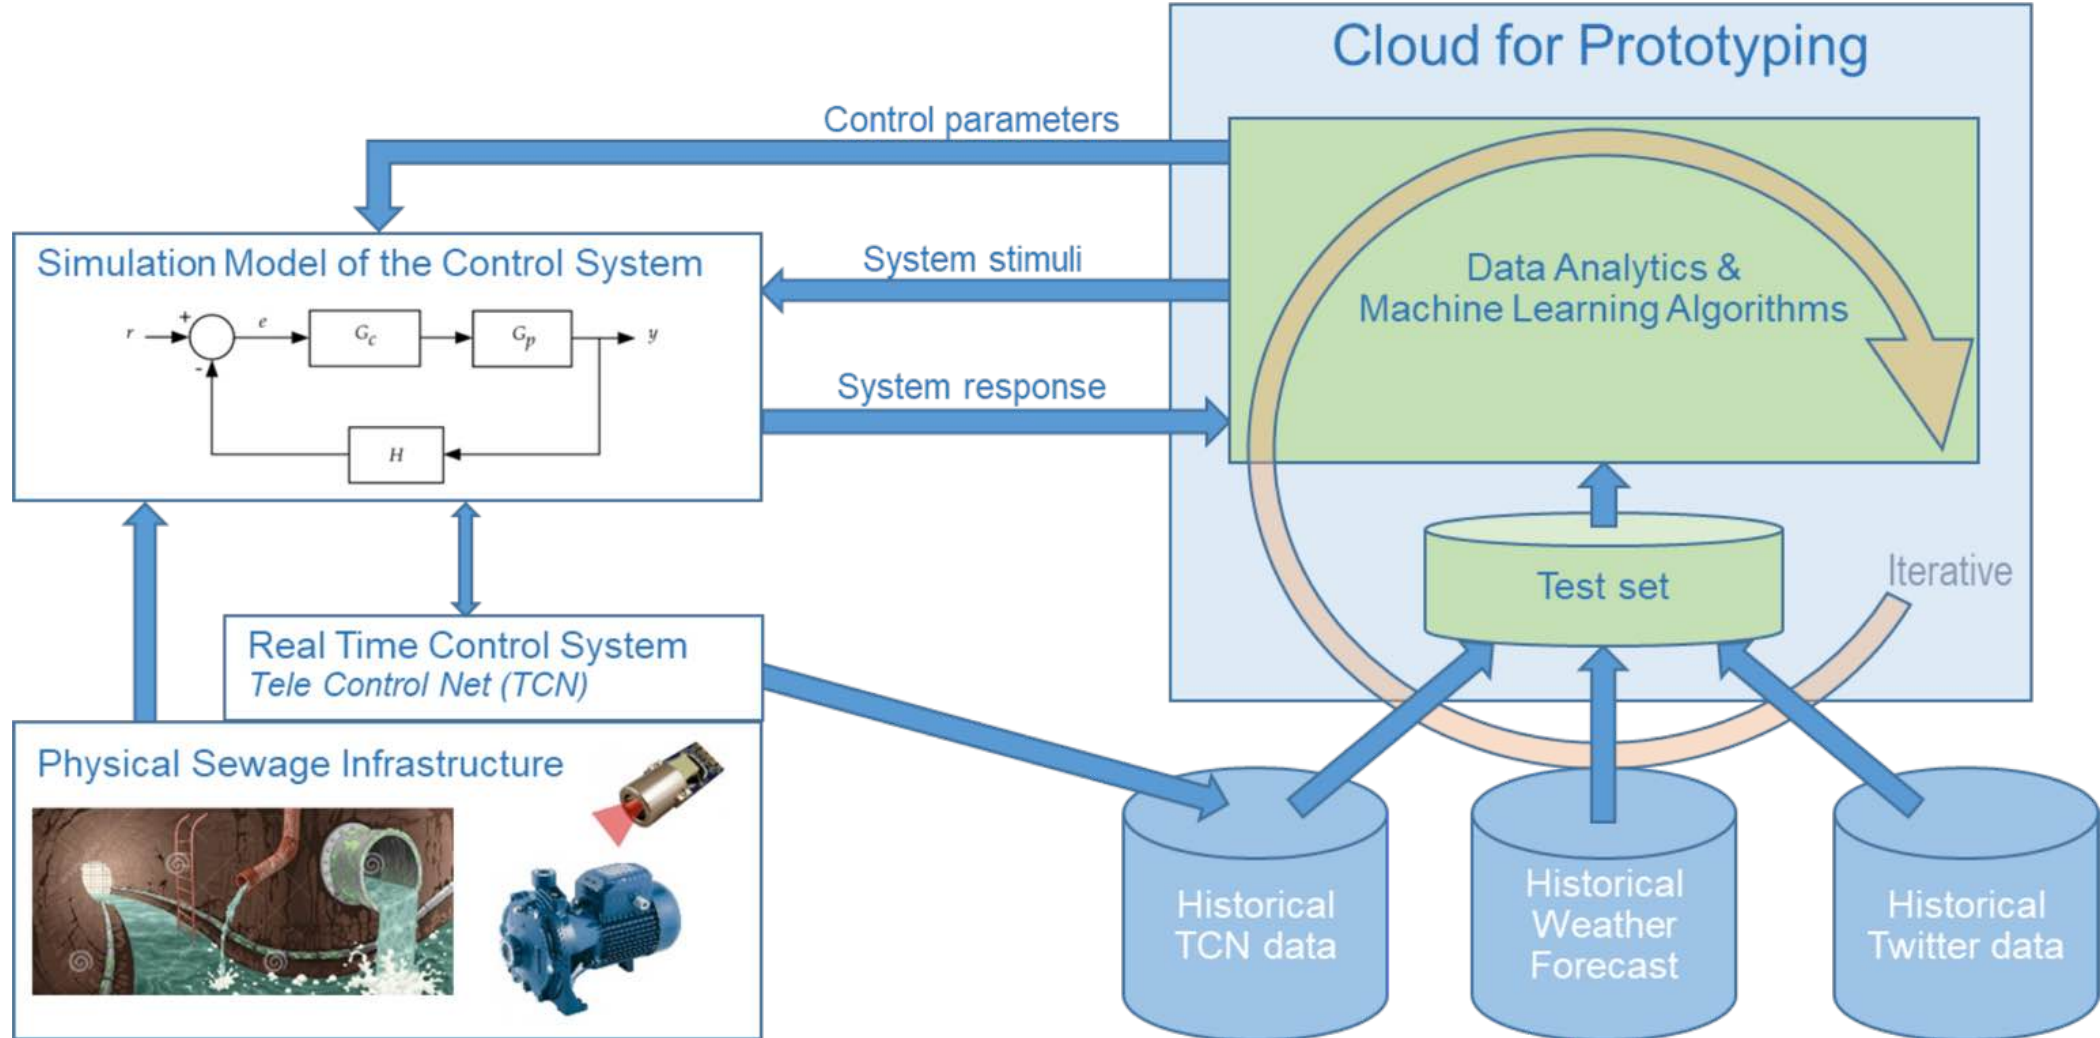 Cloud for Prototyping
Control parameters
System stimuli
System response
Data Analytics &
Machine Learning Algorithms
Test set
Iterative
Simulation Model of the Control System
r
+
-
e
Gc
Gp
y
H
Real Time Control System
Tele Control Net (TCN)
Physical Sewage Infrastructure
Historical
TCN data
Historical
Weather
Forecast
Historical
Twitter data